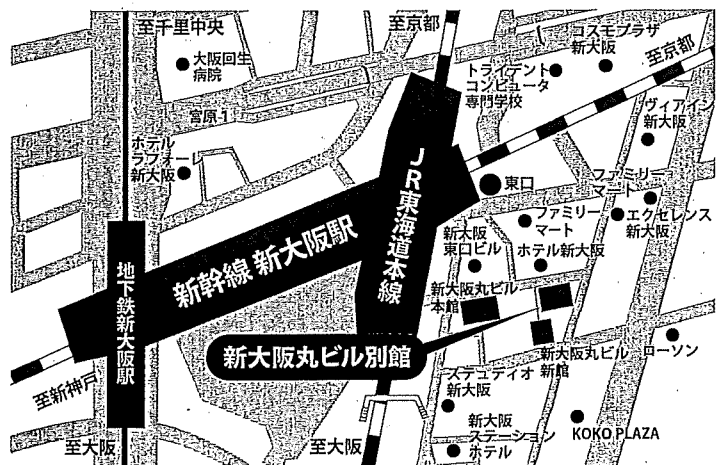 至千里中央
至京都
コスモプラザ
新大阪
至京都
大阪回生
病院
トライデント
コンピュータ
専門学校
ヴィアイン
新大阪
宮原1
ホテル
ラフォーレ
新大阪
JR東海道本線
東口
ファミリー
マート
ファミリー
マート
エクセレンス
新大阪
新大阪
東口ビル
ホテル新大阪
新幹線 新大阪駅
地下鉄新大阪駅
新大阪丸ビル
本館
新大阪丸ビル別館
新大阪丸ビル
新館
ローソン
至新神戸
ステュディオ
新大阪
新大阪
ステーション
ホテル
KOKO PLAZA
至大阪
至大阪